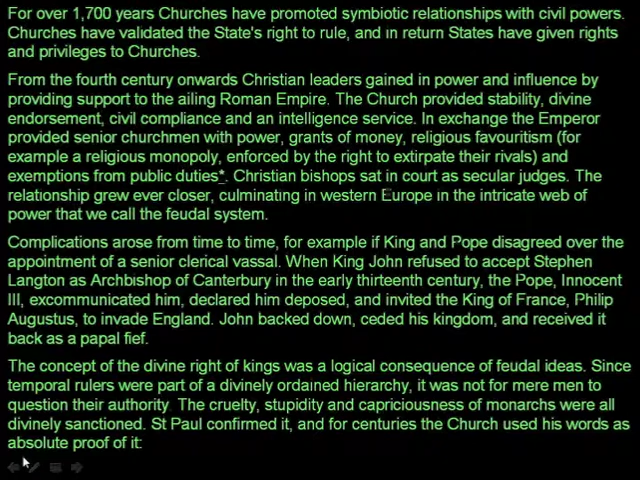 For over 1,700 years Churches have promoted symbiotic relationships with civil powers.
Churches have validated the State's right to rule, and in return States have given rights
and privileges to Churches.
From the fourth century onwards Christian leaders gained in power and influence by
providing support to the ailing Roman Empire. The Church provided stability, divine
endorsement, civil compliance and an intelligence service. In exchange the Emperor
provided senior churchmen with power, grants of money, religious favouritism (for
example a religious monopoly, enforced by the right to extirpate their rivals) and
exemptions from public duties*. Christian bishops sat in court as secular judges. The
relationship grew ever closer, culminating in western Europe in the intricate web of
power that we call the feudal system.
Complications arose from time to time, for example if King and Pope disagreed over the
appointment of a senior clerical vassal. When King John refused to accept Stephen
Langton as Archbishop of Canterbury in the early thirteenth century, the Pope, Innocent
III, excommunicated him, declared him deposed, and invited the King of France, Philip
Augustus, to invade England. John backed down, ceded his kingdom, and received it
back as a papal fief.
The concept of the divine right of kings was a logical consequence of feudal ideas. Since
temporal rulers were part of a divinely ordained hierarchy, it was not for mere men to
question their authority. The cruelty, stupidity and capriciousness of monarchs were all
divinely sanctioned. St Paul confirmed it, and for centuries the Church used his words as
absolute proof of it: